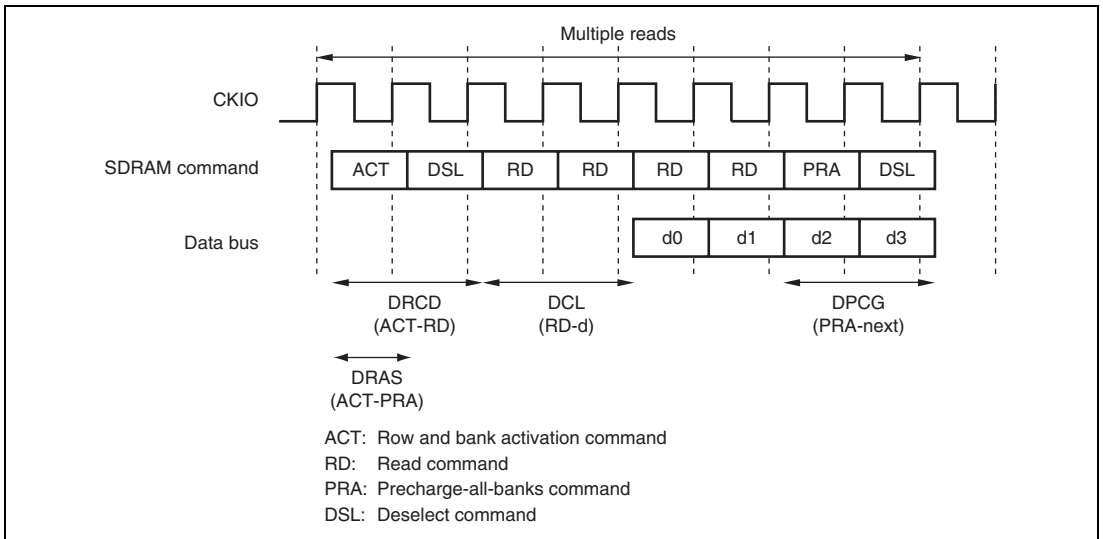 Multiple reads
CKIO
SDRAM command ACT DSL RD RD RD RD PRA DSL
Data bus d0 d1 d2 d3
DRCD DCL DPCG
(ACT-RD) (RD-d) (PRA-next)
DRAS
(ACT-PRA)
ACT: Row and bank activation command
RD: Read command
PRA: Precharge-all-banks command
DSL: Deselect command